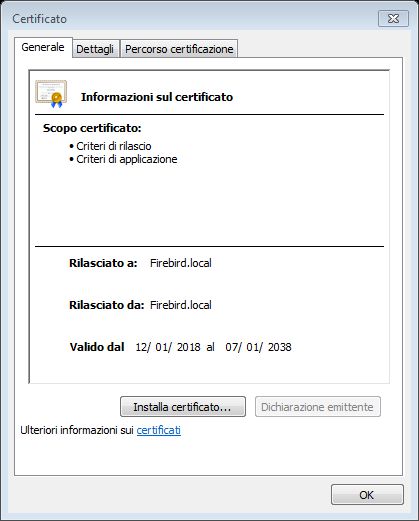 Certificato
Generale Dettagli Percorso certificazione
Informazioni sul certificato
Scopo certificato:
• Criteri di rilascio
• Criteri di applicazione
Rilasciato a: Firebird.local
Rilasciato da: Firebird.local
Valido dal 12/ 01/ 2018 al 07/ 01/ 2038
Installa certificato... Dichiarazione emittente
Ulteriori informazioni sui certificati
OK